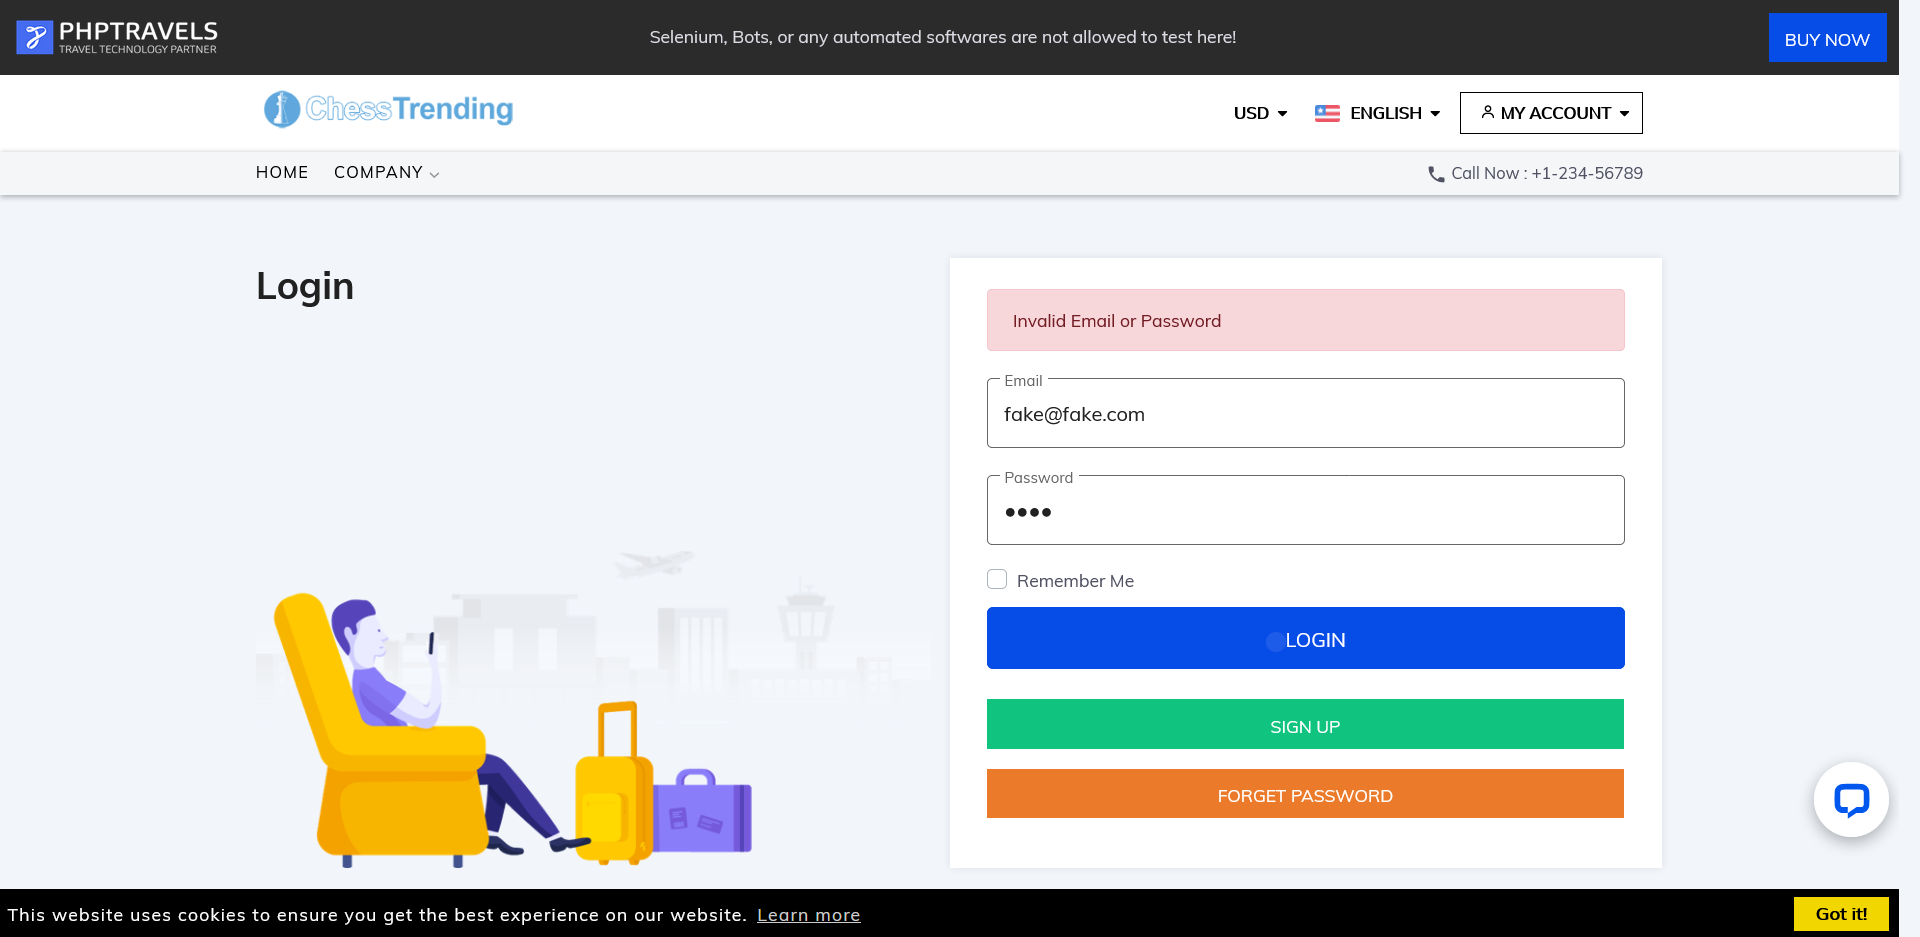 PHPTRAVELS
TRAVEL TECHNOLOGY PARTNER
Selenium, Bots, or any automated softwares are not allowed to test here!
BUY NOW
ChessTrending
USD
ENGLISH
MY ACCOUNT
HOME
COMPANY
Call Now : +1-234-56789
Login
Invalid Email or Password
Email
fake@fake.com
Password
Remember Me
LOGIN
SIGN UP
FORGET PASSWORD
This website uses cookies to ensure you get the best experience on our website. Learn more
Got it!